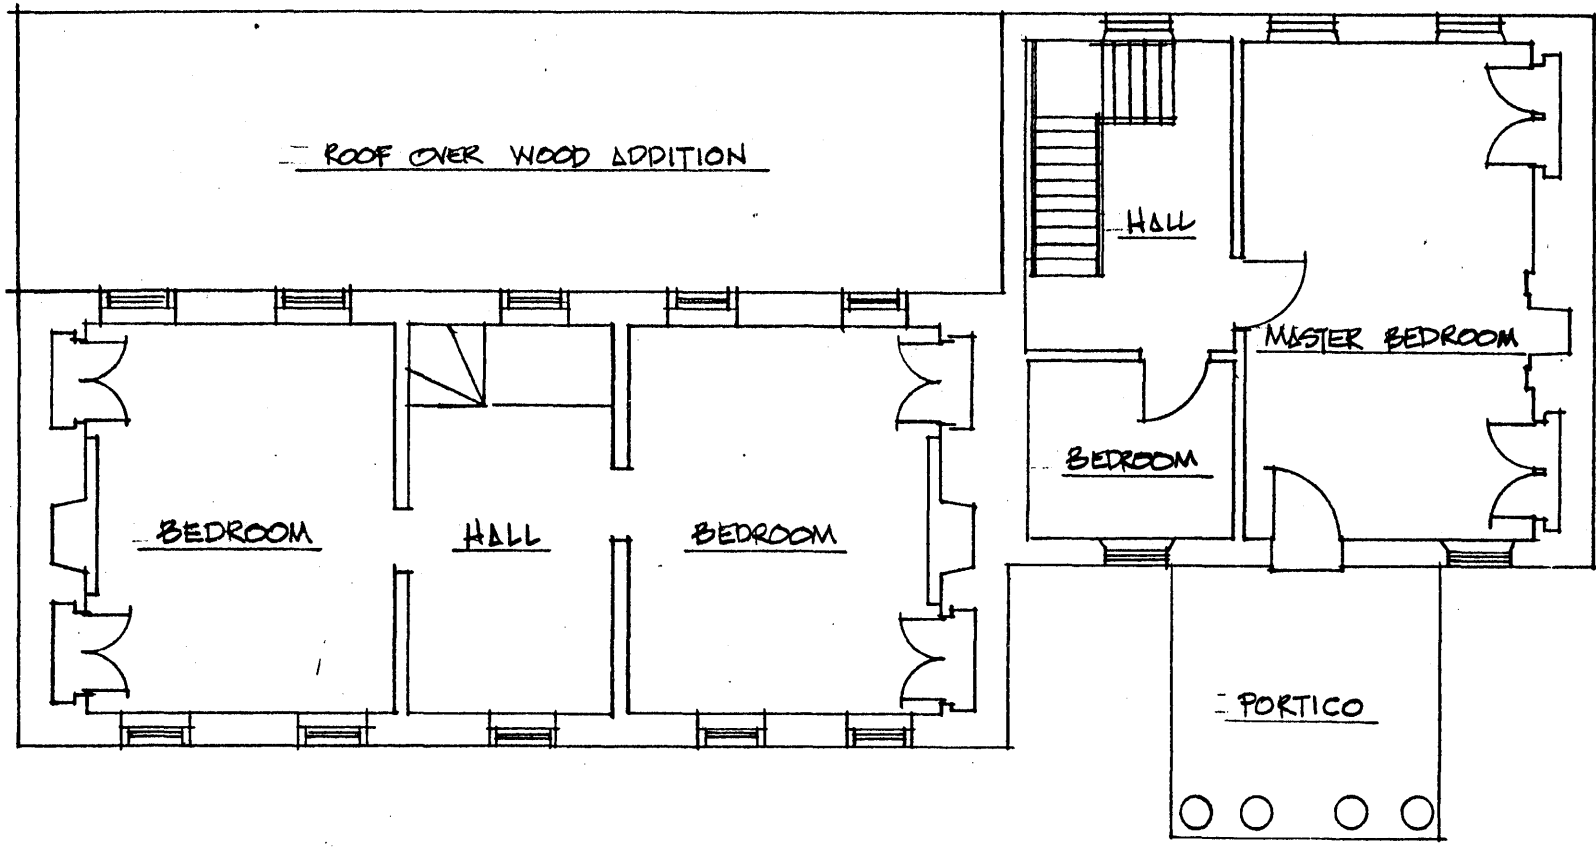 ROOF OVER WOOD ADDITION
HALL
MASTER BEDROOM
BEDROOM
BEDROOM
HALL
BEDROOM
PORTICO